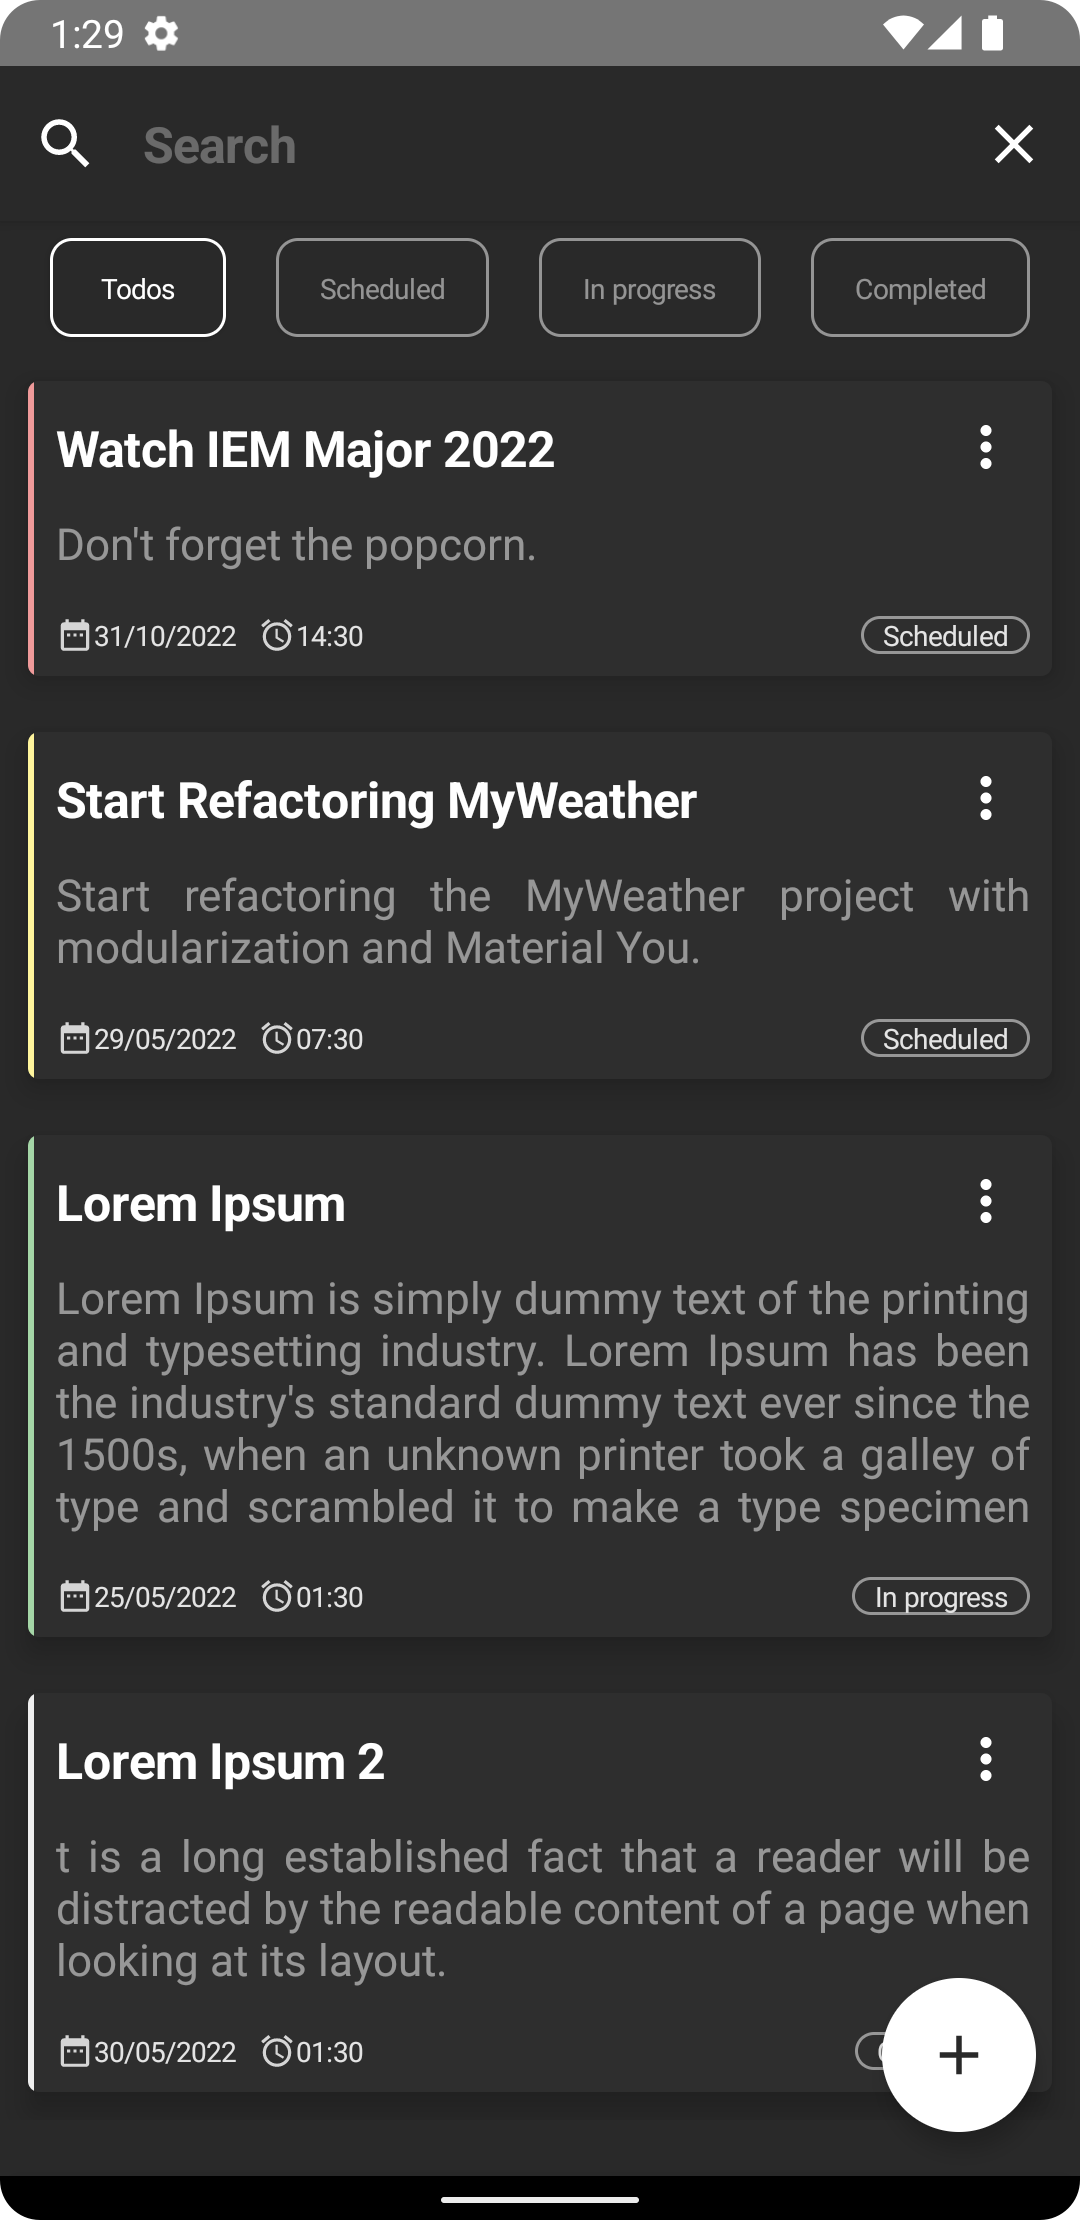 1:29
Search
Todos
Scheduled
In progress
Completed
Watch IEM Major 2022
Don't forget the popcorn.
31/10/2022 14:30 Scheduled
Start Refactoring MyWeather
Start refactoring the MyWeather project with
modularization and Material You.
29/05/2022 07:30 Scheduled
Lorem Ipsum
Lorem Ipsum is simply dummy text of the printing
and typesetting industry. Lorem Ipsum has been
the industry's standard dummy text ever since the
1500s, when an unknown printer took a galley of
type and scrambled it to make a type specimen
25/05/2022 01:30 In progress
Lorem Ipsum 2
t is a long established fact that a reader will be
distracted by the readable content of a page when
looking at its layout.
30/05/2022 01:30